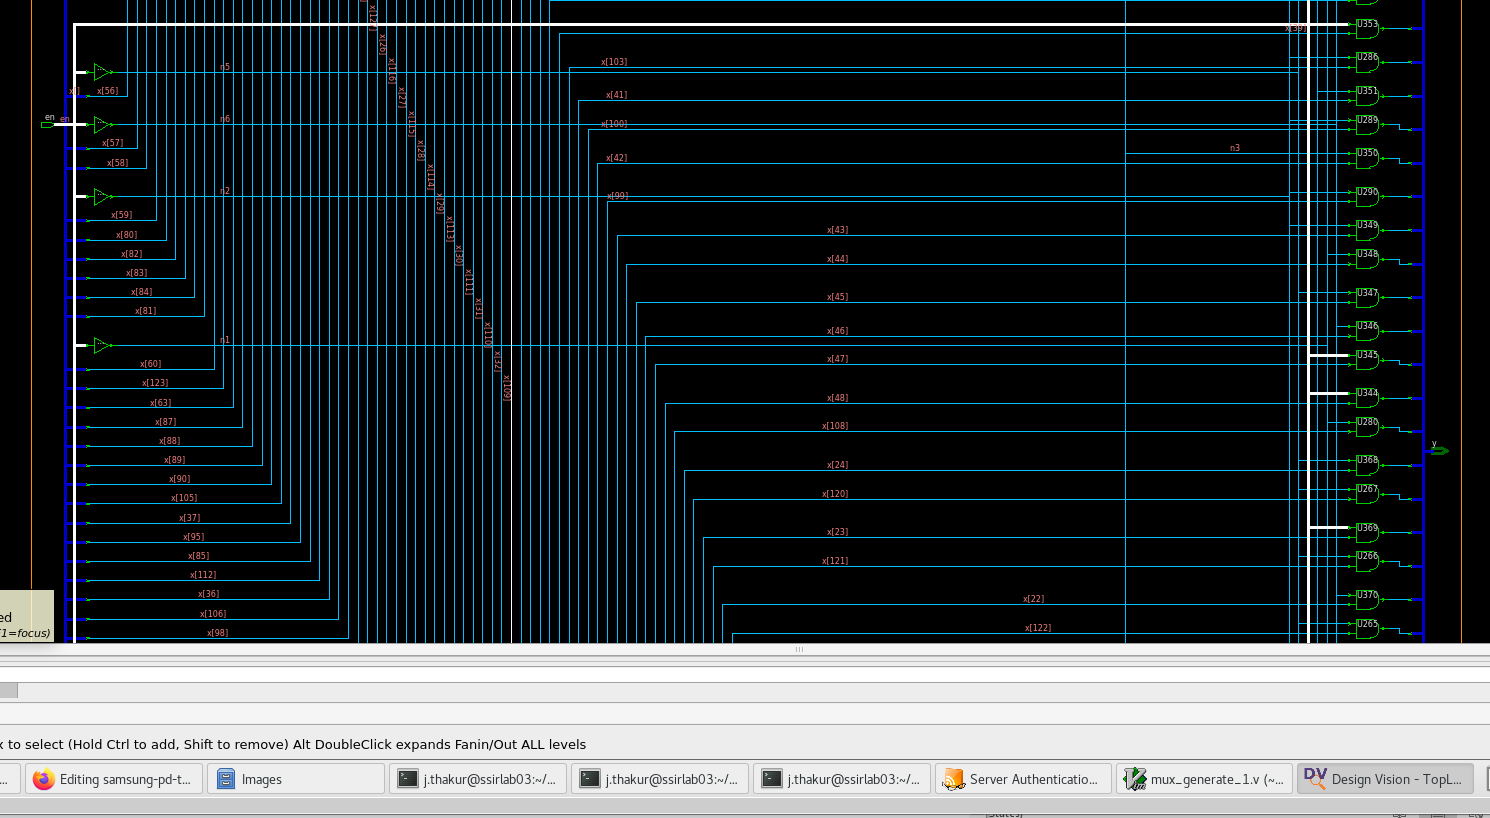 x[39]
U353
n5
x[103]
U286
x[56]
x[41]
U351
en
en
n6
x[100]
U289
x[57]
n3
x[58]
x[42]
U350
n2
x[99]
U290
x[59]
x[80]
x[43]
U349
x[82]
x[44]
U348
x[83]
x[84]
x[45]
U347
x[81]
x[46]
U346
n1
x[60]
x[47]
U345
x[123]
x[63]
x[48]
U344
x[87]
x[108]
U280
x[88]
y
x[89]
x[24]
U368
x[90]
x[105]
x[120]
U267
x[37]
x[95]
x[23]
U369
x[85]
x[121]
U266
x[112]
x[36]
x[22]
U370
x[106]
x[98]
x[122]
U265
x[26]
x[116]
x[27]
x[115]
x[28]
x[114]
x[29]
x[113]
x[30]
x[111]
x[31]
x[110]
x[32]
x[109]
ed
1=focus)
to select (Hold Ctrl to add, Shift to remove) Alt DoubleClick expands Fanin/Out ALL levels
... Editing samsung-pd-t... Images j.thakur@ssirlab03:~/... j.thakur@ssirlab03:~/... j.thakur@ssirlab03:~/... Server Authenticatio... mux_generate_1.v (~... DV Design Vision - TopL...